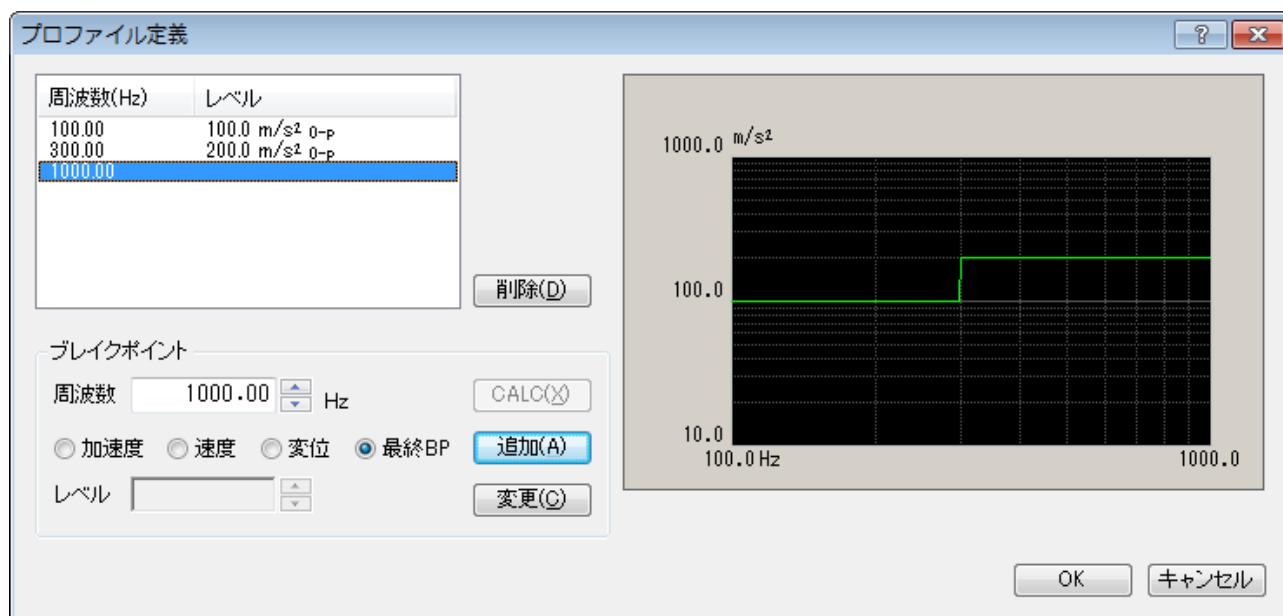 プロファイル定義
周波数(Hz) レベル
100.00 100.0 m/s² 0-p
300.00 200.0 m/s² 0-p
1000.00
削除(D)
ブレイクポイント
周波数 1000.00 Hz
CALC(X)
加速度 速度 変位 最終BP
追加(A)
レベル
変更(C)
1000.0 m/s²
100.0
10.0
100.0 Hz 1000.0
OK キャンセル